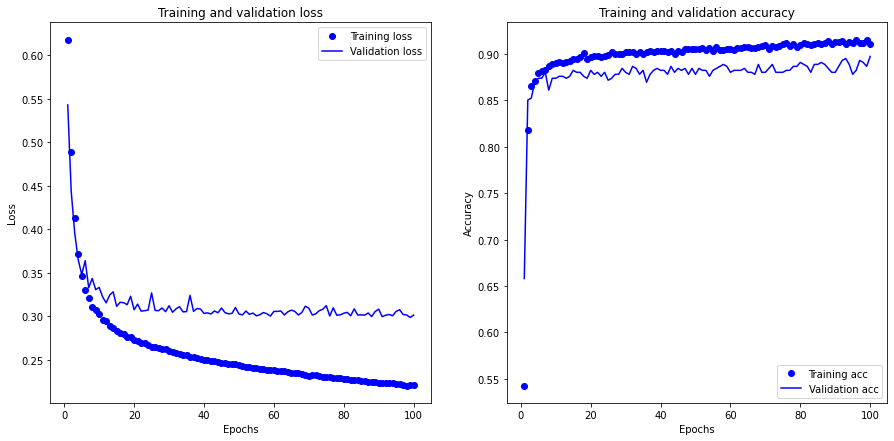 Training and validation loss
Training loss
Validation loss
Loss
0.60
0.55
0.50
0.45
0.40
0.35
0.30
0.25
0
20
40
60
80
100
Epochs
Training and validation accuracy
Accuracy
0.90
0.85
0.80
0.75
0.70
0.65
0.60
0.55
Training acc
Validation acc
0
20
40
60
80
100
Epochs